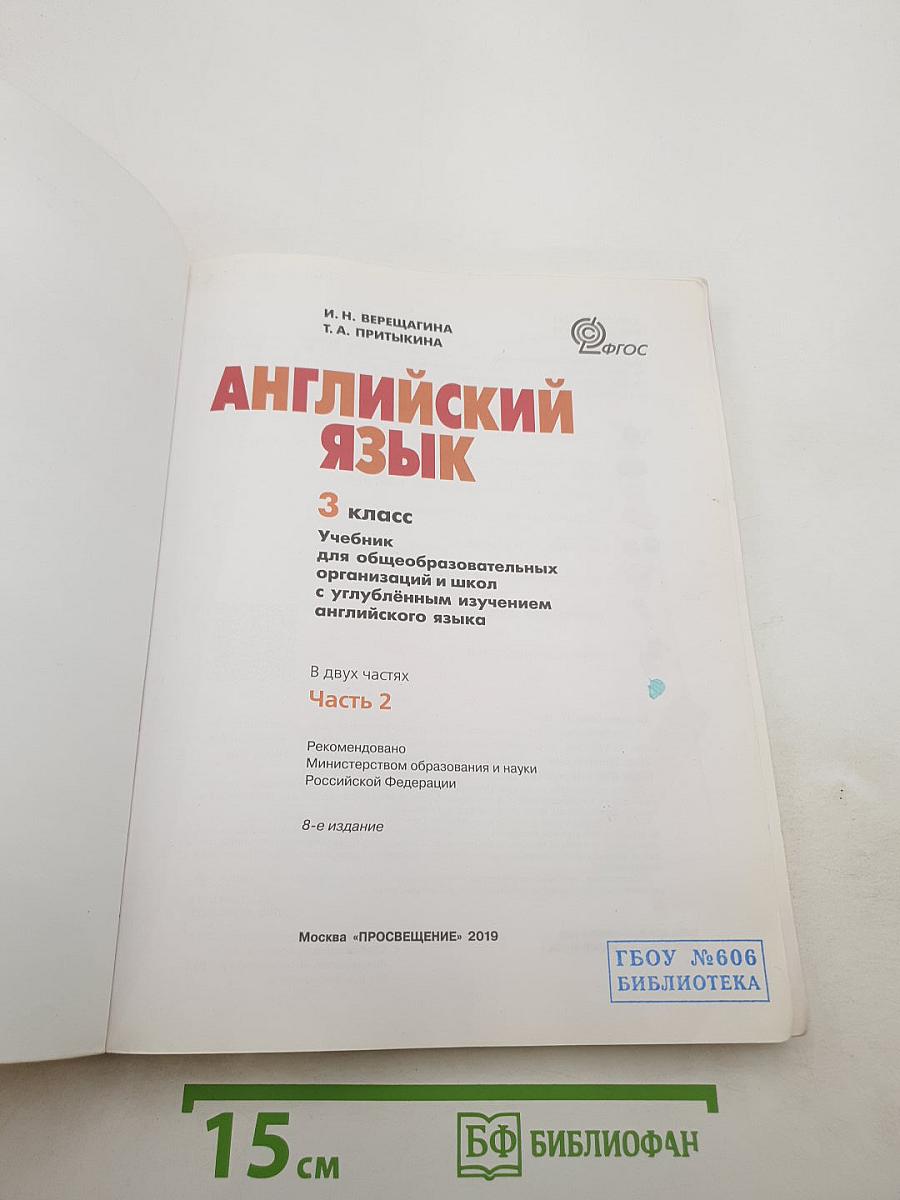 И. Н. ВЕРЕЩАГИНА
Т. А. ПРИТЫКИНА
ФГОС
АНГЛИЙСКИЙ
ЯЗЫК
3 класс
Учебник
для общеобразовательных
организаций и школ
с углублённым изучением
английского языка
В двух частях
Часть 2
Рекомендовано
Министерством образования и науки
Российской Федерации
8-е издание
Москва «ПРОСВЕЩЕНИЕ» 2019
ГБОУ №606
БИБЛИОТЕКА
15 см
БФ БИБЛИОФАН